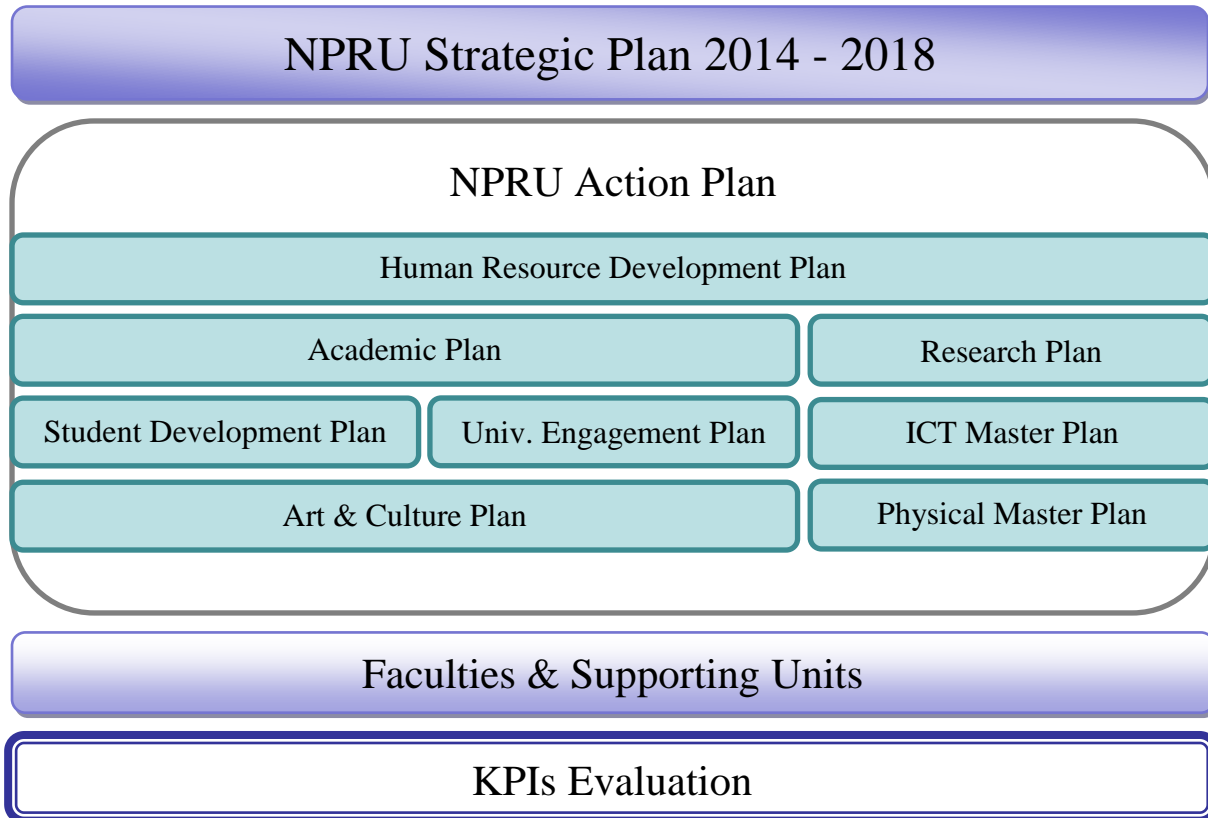 NPRU Strategic Plan 2014 - 2018
NPRU Action Plan
Human Resource Development Plan
Academic Plan
Research Plan
Student Development Plan
Univ. Engagement Plan
ICT Master Plan
Art & Culture Plan
Physical Master Plan
Faculties & Supporting Units
KPIs Evaluation